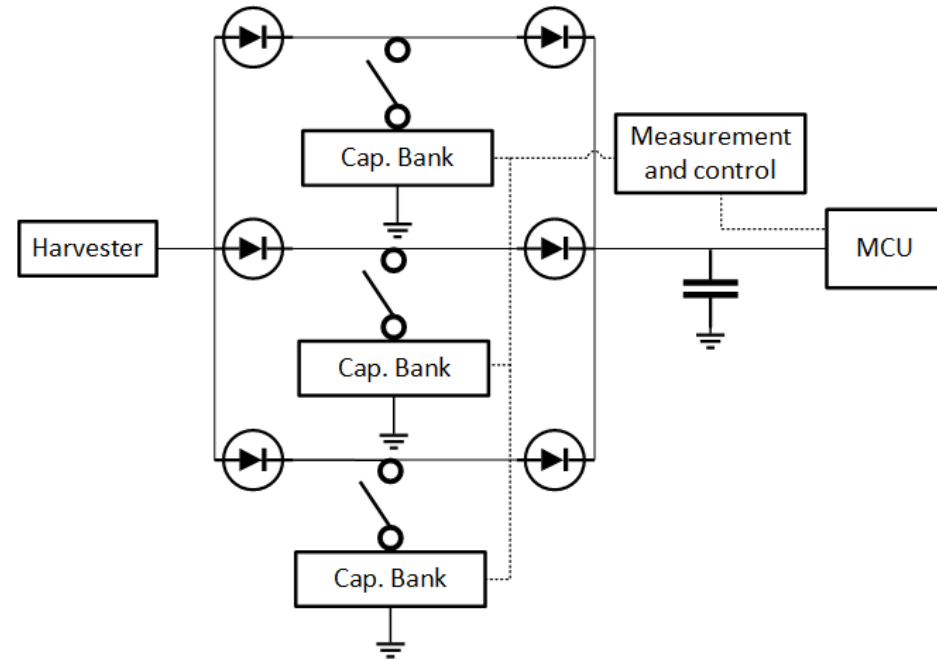 Cap. Bank
Measurement
and control
Harvester
MCU
Cap. Bank
Cap. Bank